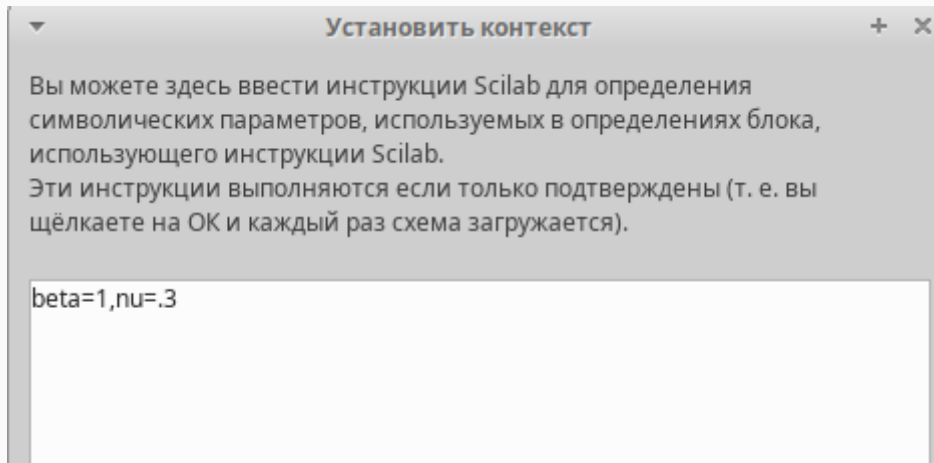 Установить контекст
Вы можете здесь ввести инструкции Scilab для определения
символических параметров, используемых в определениях блока,
использующего инструкции Scilab.
Эти инструкции выполняются если только подтверждены (т. е. вы
щёлкаете на ОК и каждый раз схема загружается).
beta=1,nu=.3